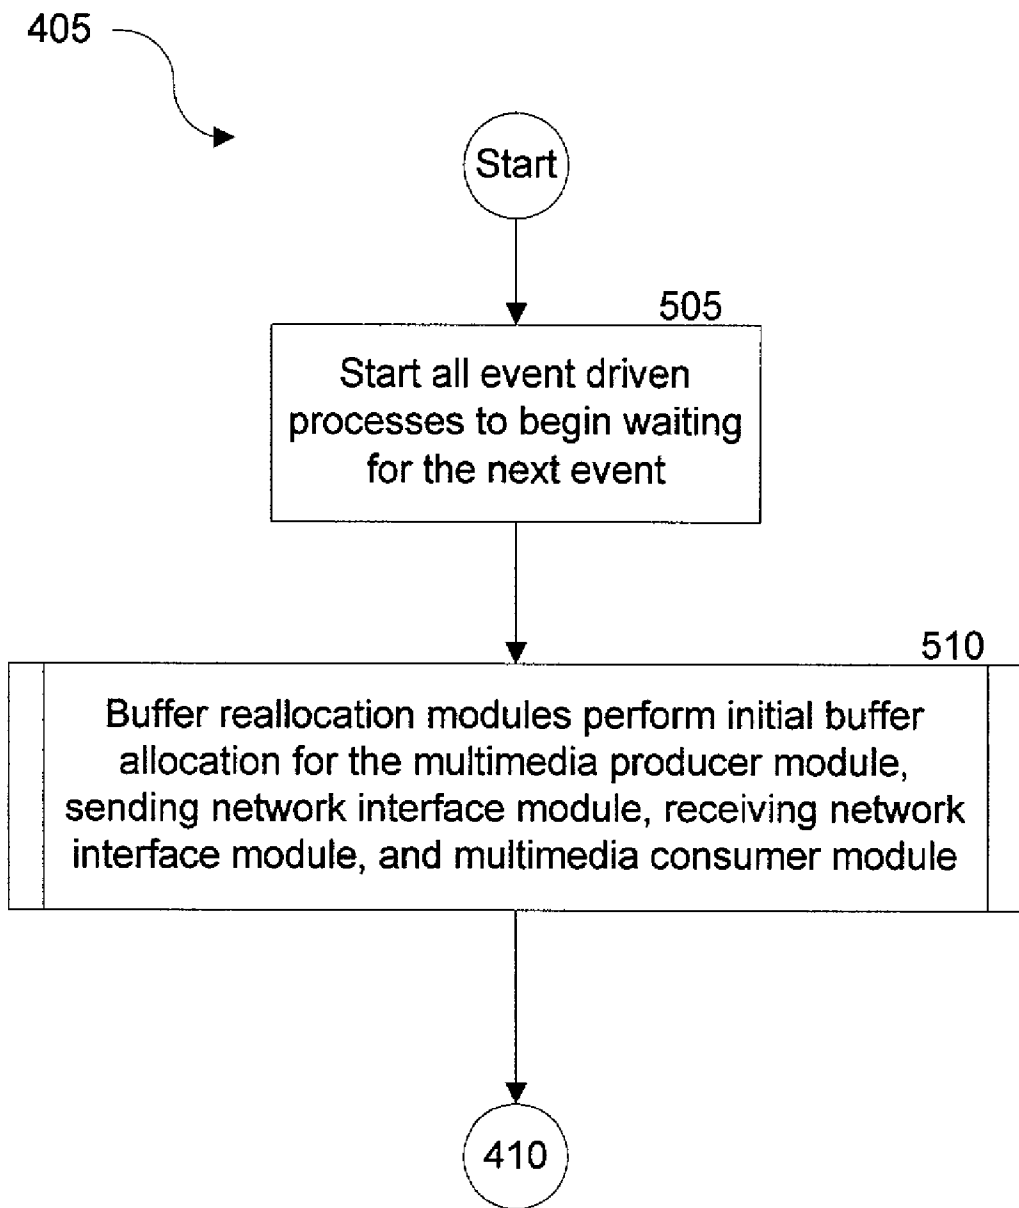 405
Start
505
Start all event driven
processes to begin waiting
for the next event
510
Buffer reallocation modules perform initial buffer
allocation for the multimedia producer module,
sending network interface module, receiving network
interface module, and multimedia consumer module
410